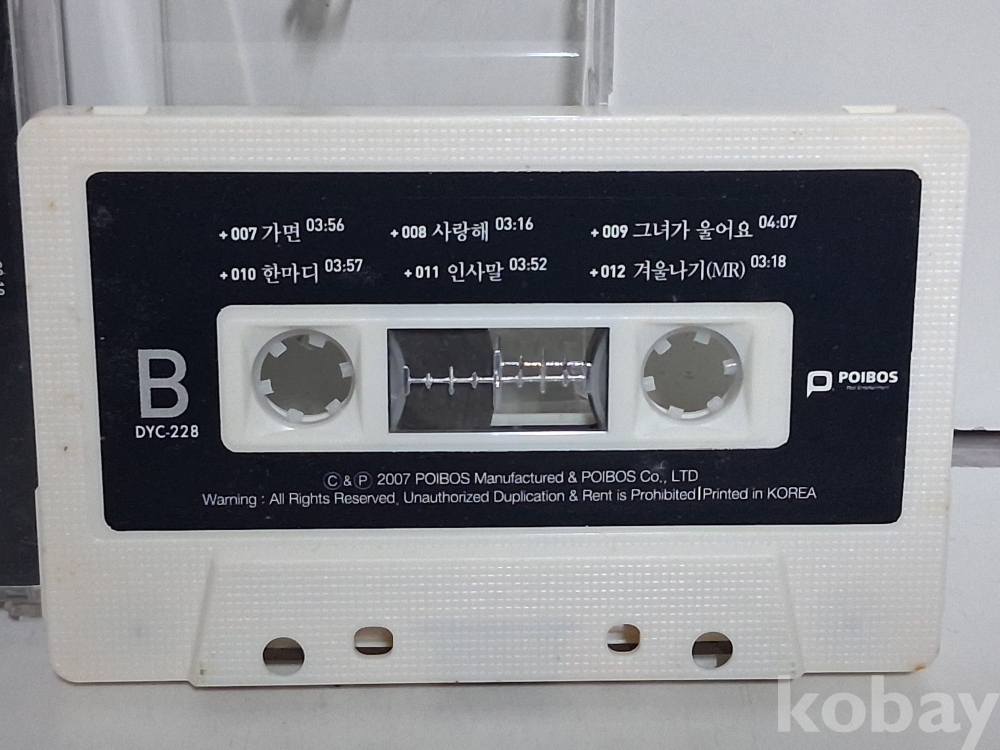 +007 가면 03:56 +008 사랑해 03:16 +009 그녀가 울어요 04:07
+010 한마디 03:57 +011 인사말 03:52 +012 겨울나기(MR) 03:18
B
DYC-228
POIBOS
Ⓒ & Ⓟ 2007 POIBOS Manufactured & POIBOS Co., LTD
Warning : All Rights Reserved, Unauthorized Duplication & Rent is Prohibited | Printed in KOREA
kobay